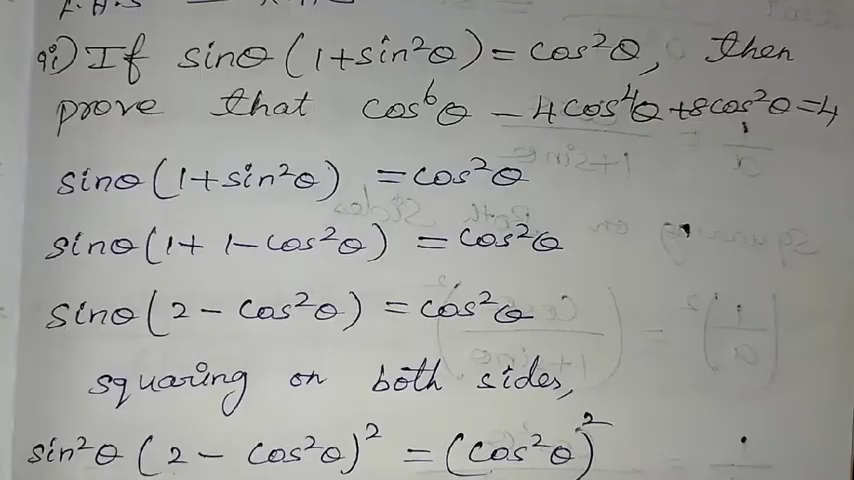 If sinθ(1+sin²θ) = cos²θ, then
prove that cos⁶θ - 4cos⁴θ + 8cos²θ = 4
sinθ(1+sin²θ) = cos²θ
sinθ(1+1-cos²θ) = cos²θ
sinθ(2-cos²θ) = cos²θ
squaring on both sides,
sin²θ(2-cos²θ)² = (cos²θ)²